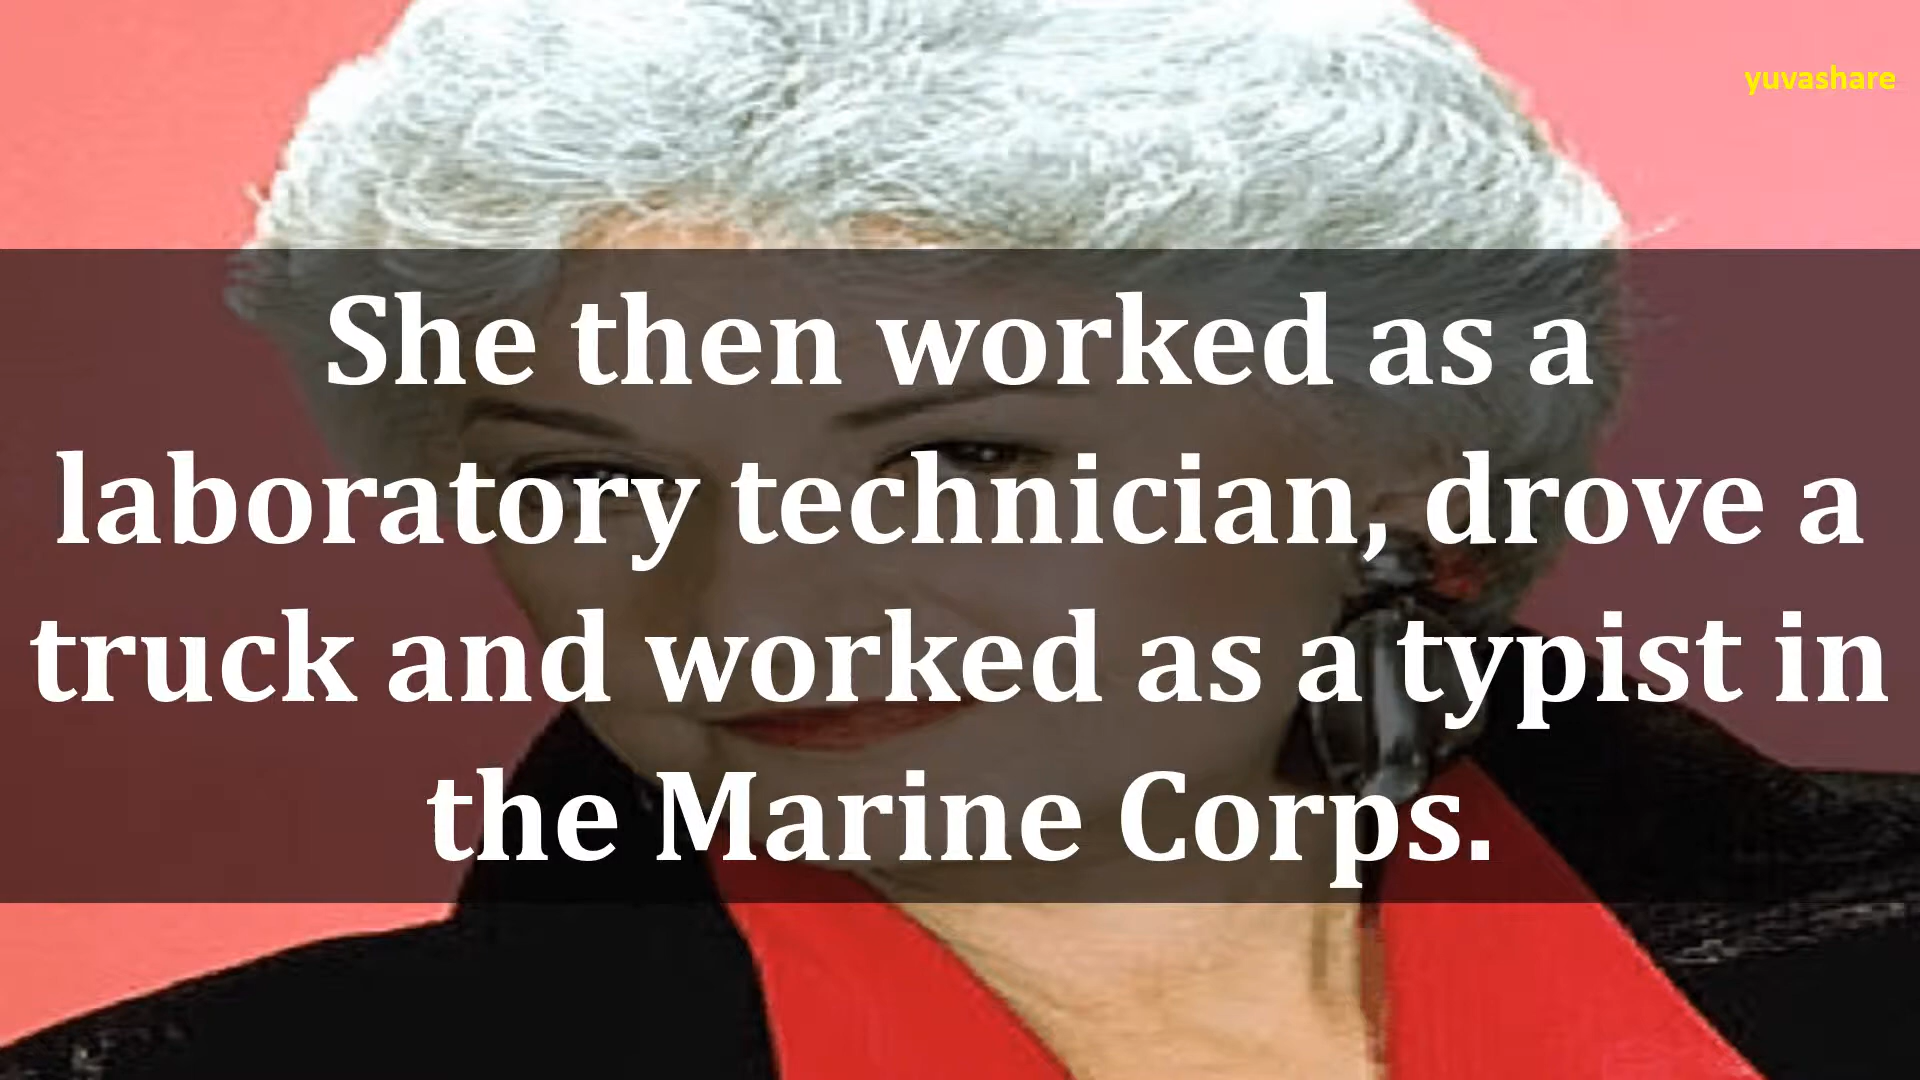 yuvashare
She then worked as a
laboratory technician, drove a
truck and worked as a typist in
the Marine Corps.